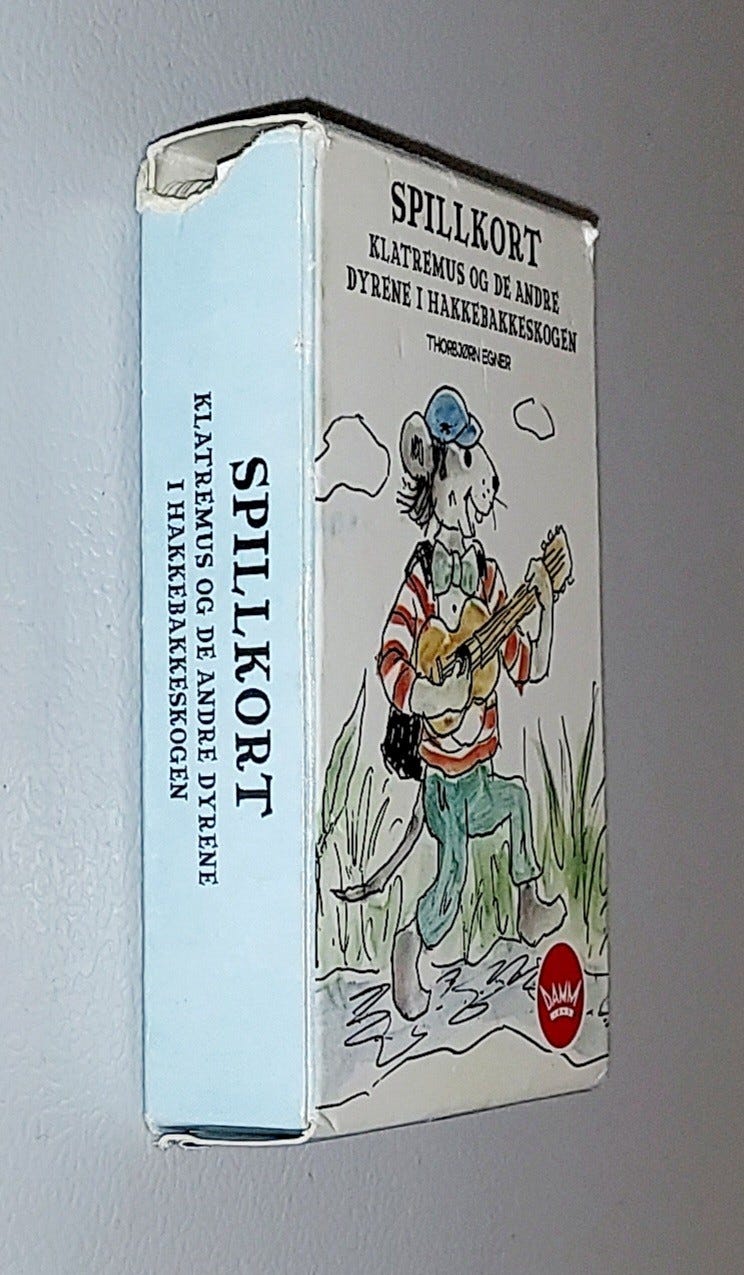 SPILLKORT
KLATREMUS OG DE ANDRE
DYRENE I HAKKEBAKKESKOGEN
THORBJØRN EGNER
DAMM
SPILLKORT
KLATREMUS OG DE ANDRE DYRENE
I HAKKEBAKKESKOGEN